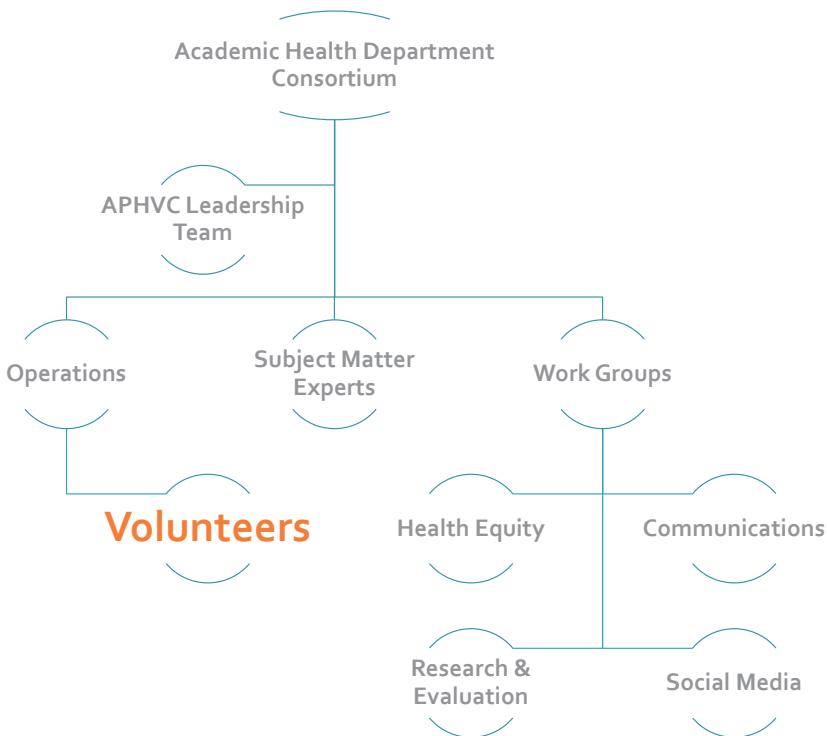 Academic Health Department
Consortium
APHVC Leadership
Team
Operations
Subject Matter
Experts
Work Groups
Volunteers
Health Equity
Communications
Research &
Evaluation
Social Media